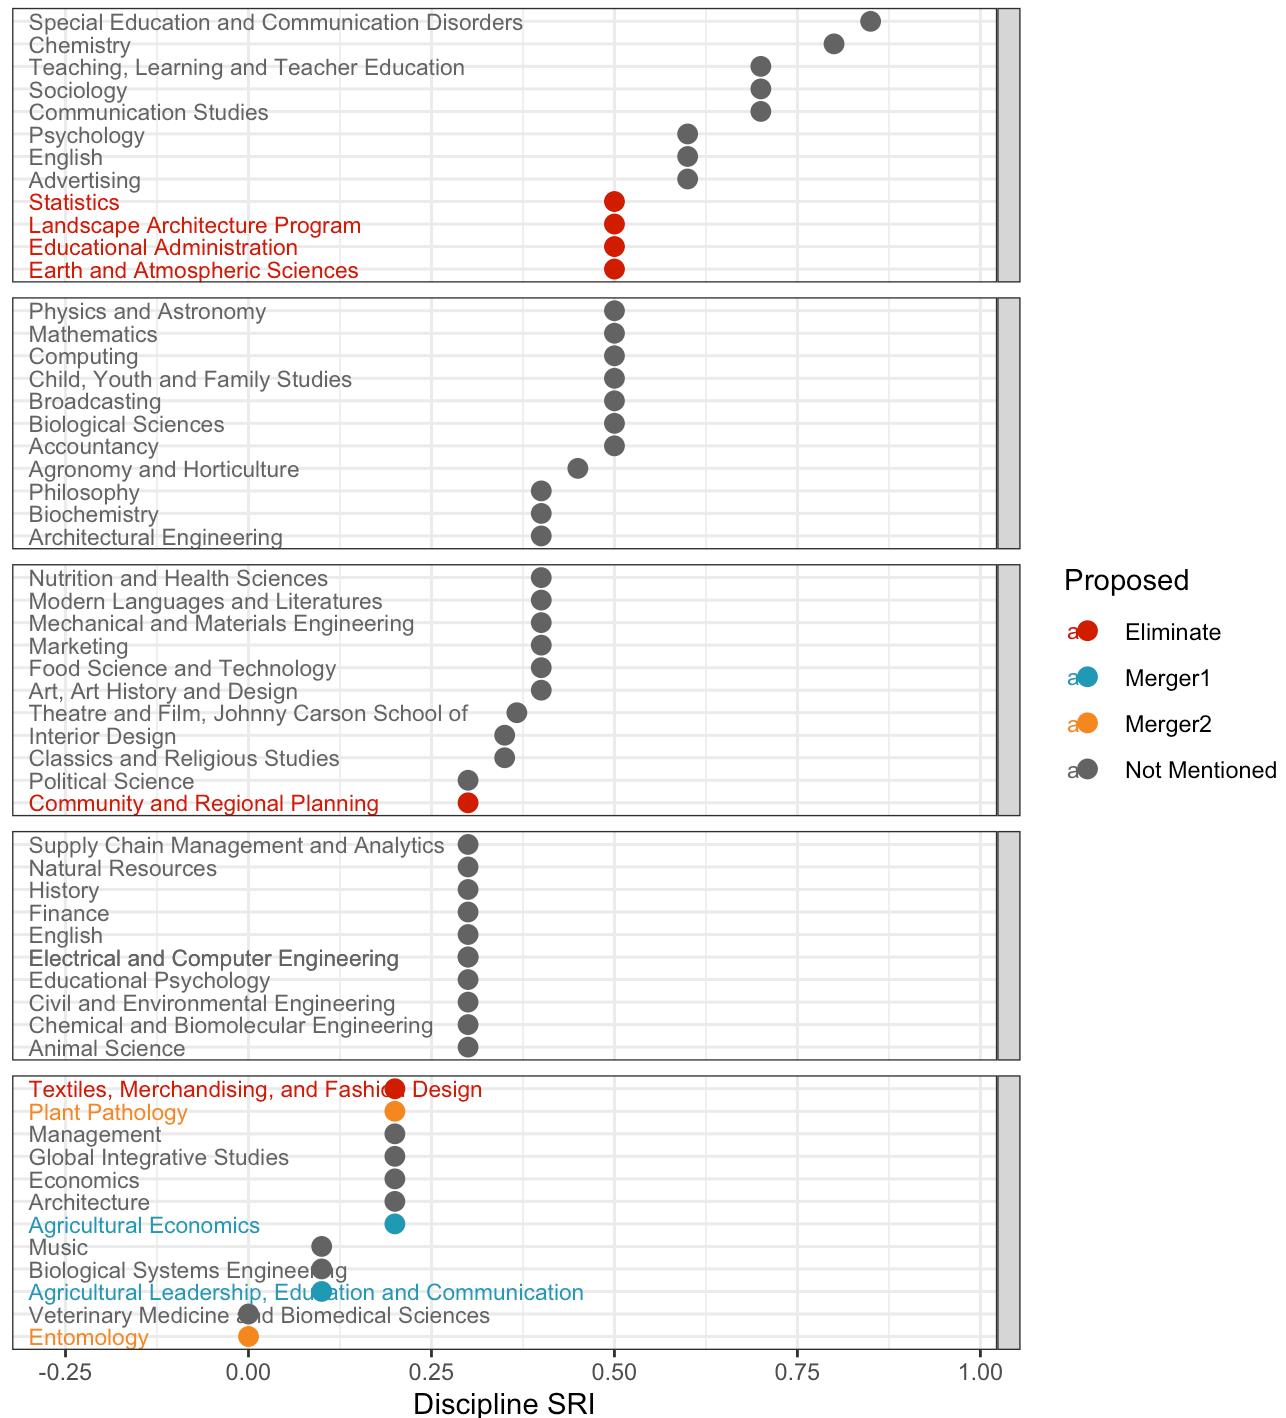 Special Education and Communication Disorders
Chemistry
Teaching, Learning and Teacher Education
Sociology
Communication Studies
Psychology
English
Advertising
Statistics
Landscape Architecture Program
Educational Administration
Earth and Atmospheric Sciences
Physics and Astronomy
Mathematics
Computing
Child, Youth and Family Studies
Broadcasting
Biological Sciences
Accountancy
Agronomy and Horticulture
Philosophy
Biochemistry
Architectural Engineering
Nutrition and Health Sciences
Modern Languages and Literatures
Mechanical and Materials Engineering
Marketing
Food Science and Technology
Art, Art History and Design
Theatre and Film, Johnny Carson School of
Interior Design
Classics and Religious Studies
Political Science
Community and Regional Planning
Supply Chain Management and Analytics
Natural Resources
History
Finance
English
Electrical and Computer Engineering
Educational Psychology
Civil and Environmental Engineering
Chemical and Biomolecular Engineering
Animal Science
Textiles, Merchandising, and Fashion Design
Plant Pathology
Management
Global Integrative Studies
Economics
Architecture
Agricultural Economics
Music
Biological Systems Engineering
Agricultural Leadership, Education and Communication
Veterinary Medicine and Biomedical Sciences
Entomology
-0.25 0.00 0.25 0.50 0.75 1.00
Discipline SRI
Proposed
a Eliminate
a Merger1
a Merger2
a Not Mentioned